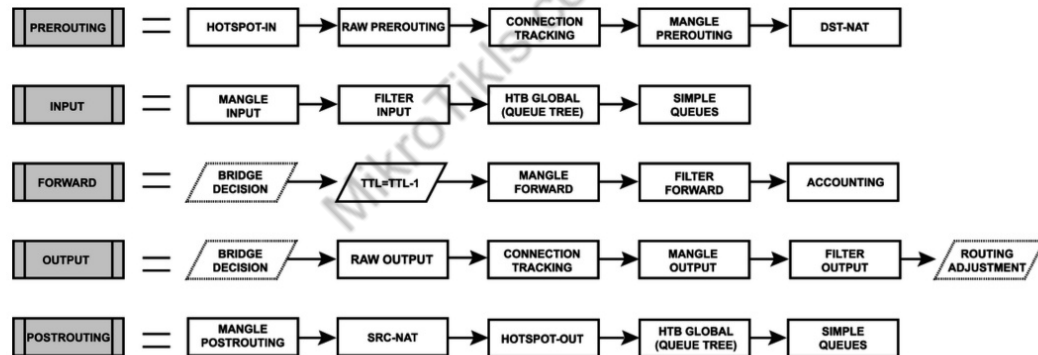 PREROUTING = HOTSPOT-IN RAW PREROUTING CONNECTION TRACKING MANGLE PREROUTING DST-NAT
INPUT = MANGLE INPUT FILTER INPUT HTB GLOBAL (QUEUE TREE) SIMPLE QUEUES
FORWARD = BRIDGE DECISION TTL=TTL-1 MANGLE FORWARD FILTER FORWARD ACCOUNTING
OUTPUT = BRIDGE DECISION RAW OUTPUT CONNECTION TRACKING MANGLE OUTPUT FILTER OUTPUT ROUTING ADJUSTMENT
POSTROUTING = MANGLE POSTROUTING SRC-NAT HOTSPOT-OUT HTB GLOBAL (QUEUE TREE) SIMPLE QUEUES
MikroTikls.co